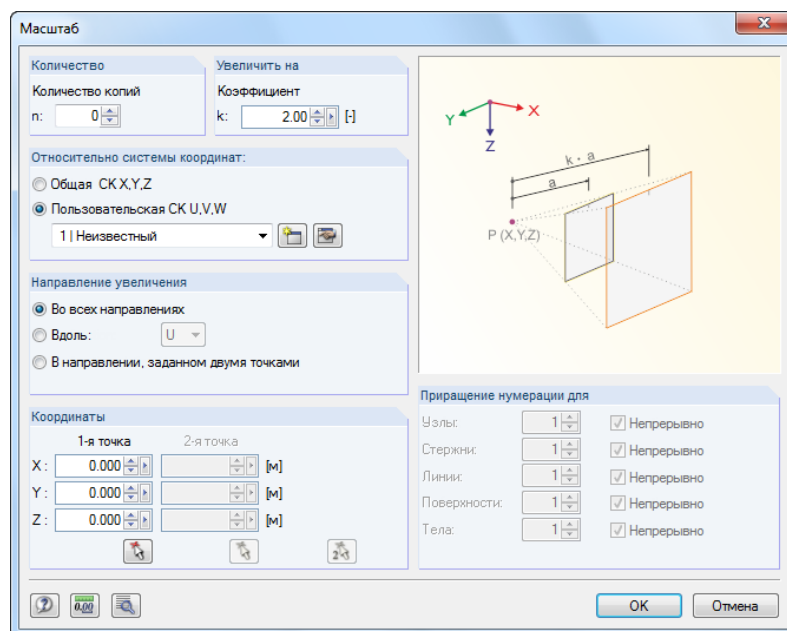 Масштаб
Количество
Количество копий
n: 0
Увеличить на
Коэффициент
k: 2.00 [-]
Относительно системы координат:
Общая СК X,Y,Z
Пользовательская СК U,V,W
1 | Неизвестный
Направление увеличения
Во всех направлениях
Вдоль: U
В направлении, заданном двумя точками
Координаты
1-я точка 2-я точка
X: 0.000 [м]
Y: 0.000 [м]
Z: 0.000 [м]
2
X
Y
Z
k · a
a
P (X,Y,Z)
Приращение нумерации для
Узлы: 1 Непрерывно
Стержни: 1 Непрерывно
Линии: 1 Непрерывно
Поверхности: 1 Непрерывно
Тела: 1 Непрерывно
0.00
OK
Отмена